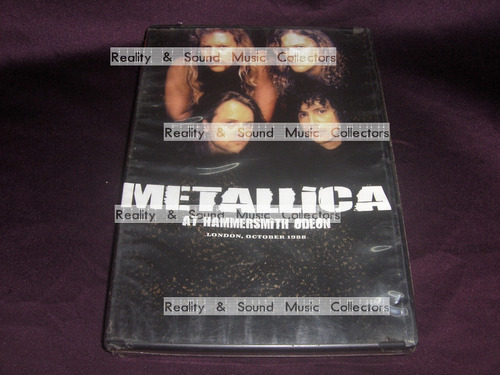 Reality & Sound Music Collectors
Reality & Sound Music Collectors
METALLiCA
Reality & Sound Music Collectors
AT HAMMERSMITH ODEON
LONDON, OCTOBER 1988
Reality & Sound Music Collectors